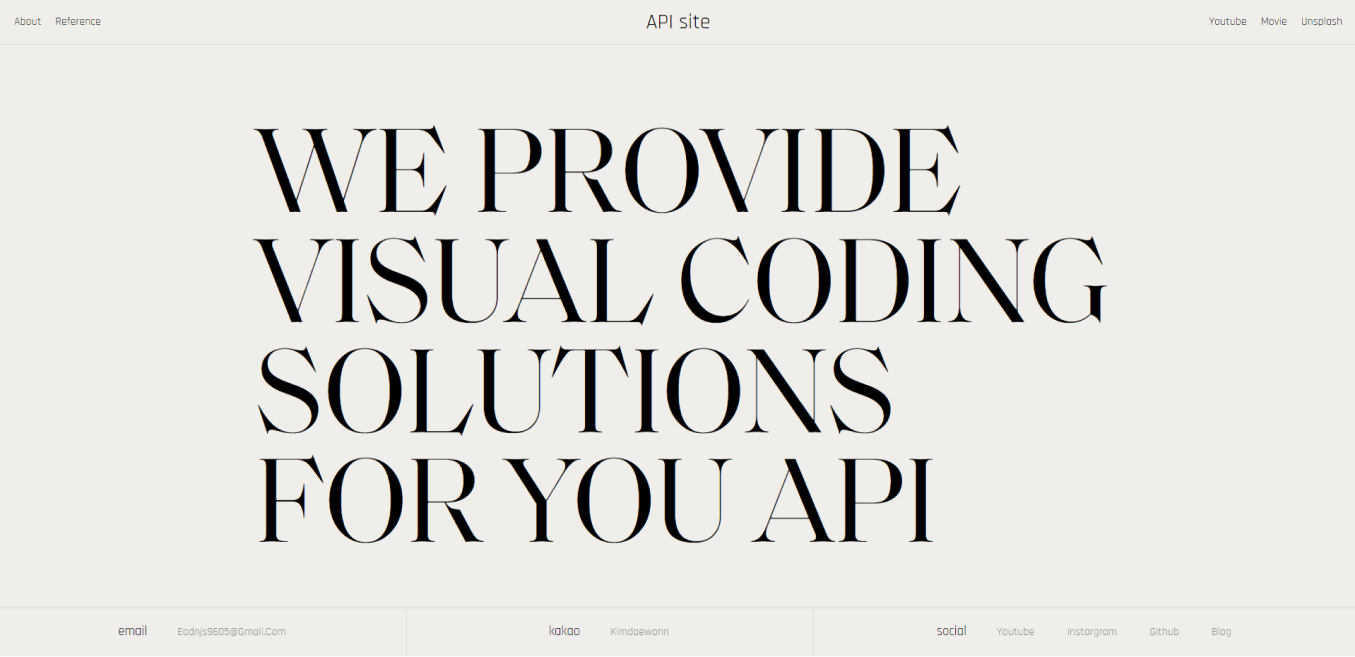 About Reference API site Youtube Movie Unsplash
WE PROVIDE
VISUAL CODING
SOLUTIONS
FOR YOU API
email Eodnjs9605@Gmail.Com kakao Kimdaewonn social Youtube Instargram Github Blog